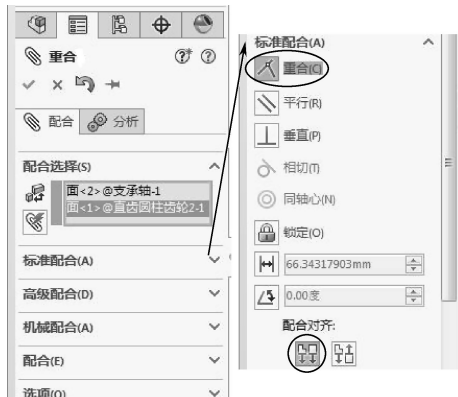 重合
配合 分析
配合选择(S)
面<2>@支承轴-1
面<1>@直齿圆柱齿轮2-1
标准配合(A)
高级配合(D)
机械配合(A)
配合(E)
选项(O)
标准配合(A)
重合(C)
平行(R)
垂直(P)
相切(T)
同轴心(N)
锁定(O)
66.34317903mm
0.00度
配合对齐: